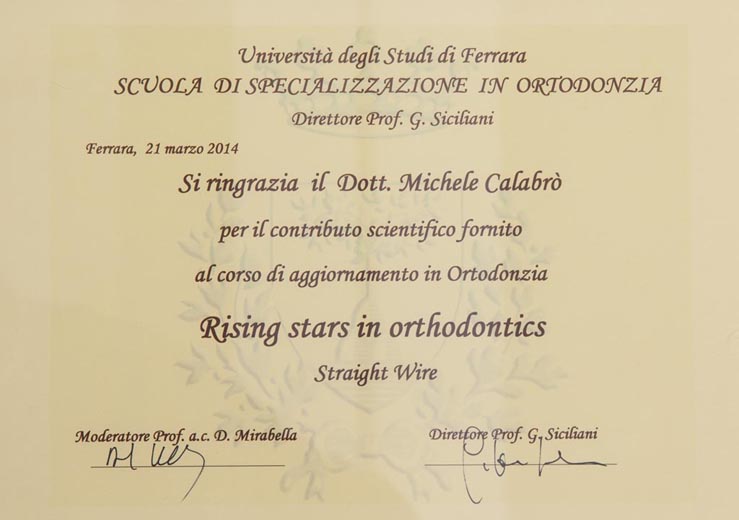 Università degli Studi di Ferrara
SCUOLA DI SPECIALIZZAZIONE IN ORTODONZIA
Direttore Prof. G. Siciliani
Ferrara, 21 marzo 2014
Si ringrazia il Dott. Michele Calabrò
per il contributo scientifico fornito
al corso di aggiornamento in Ortodonzia
Rising stars in orthodontics
Straight Wire
Moderatore Prof. a.c. D. Mirabella
Direttore Prof. G. Siciliani